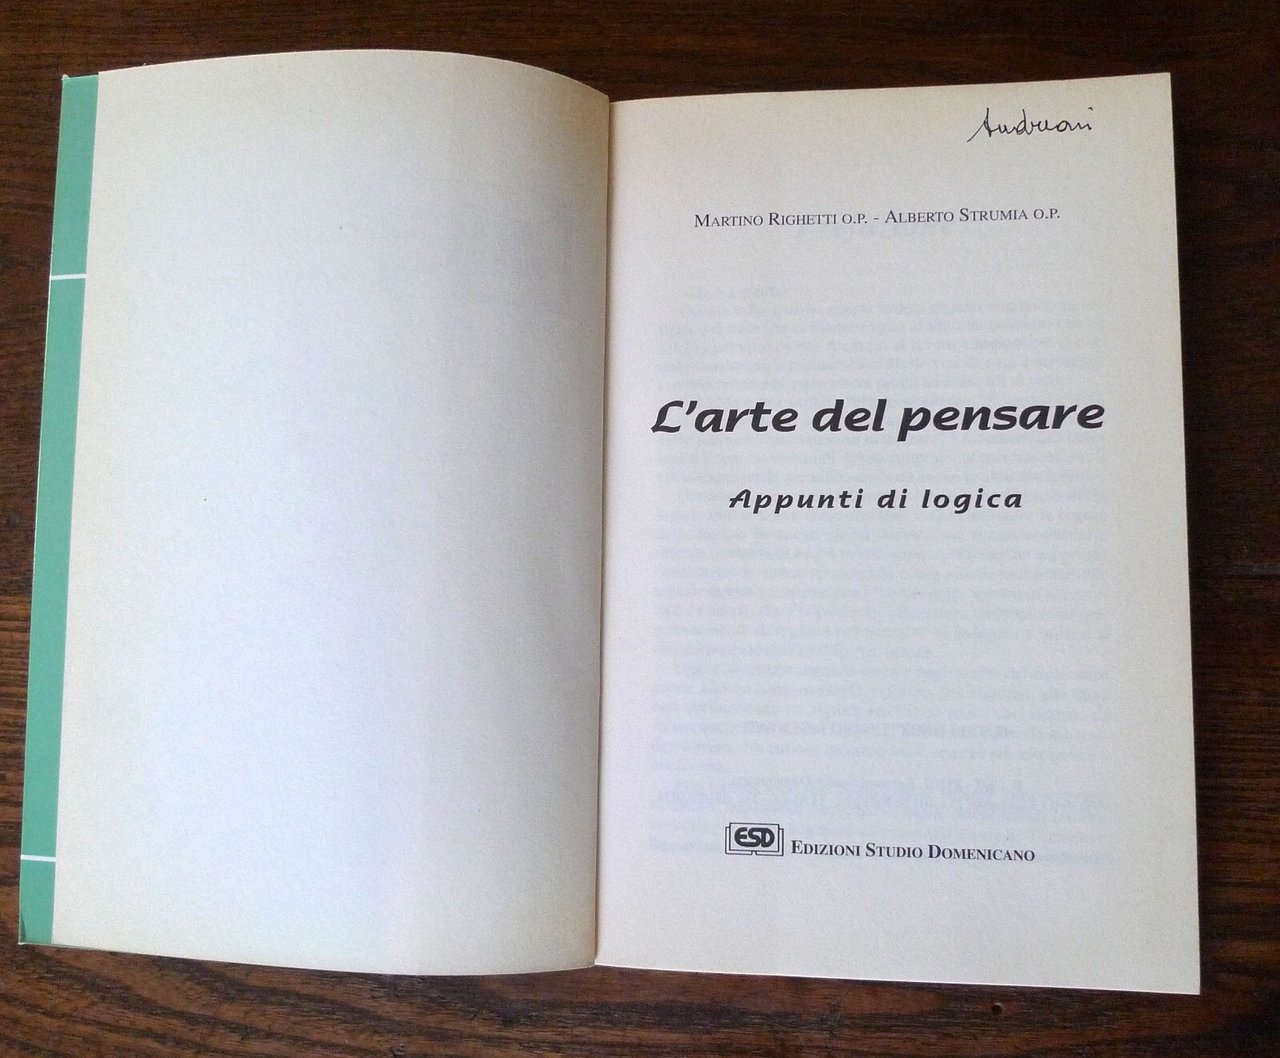 Andreani
MARTINO RIGHETTI O.P. - ALBERTO STRUMIA O.P.
L'arte del pensare
Appunti di logica
ESD EDIZIONI STUDIO DOMENICANO